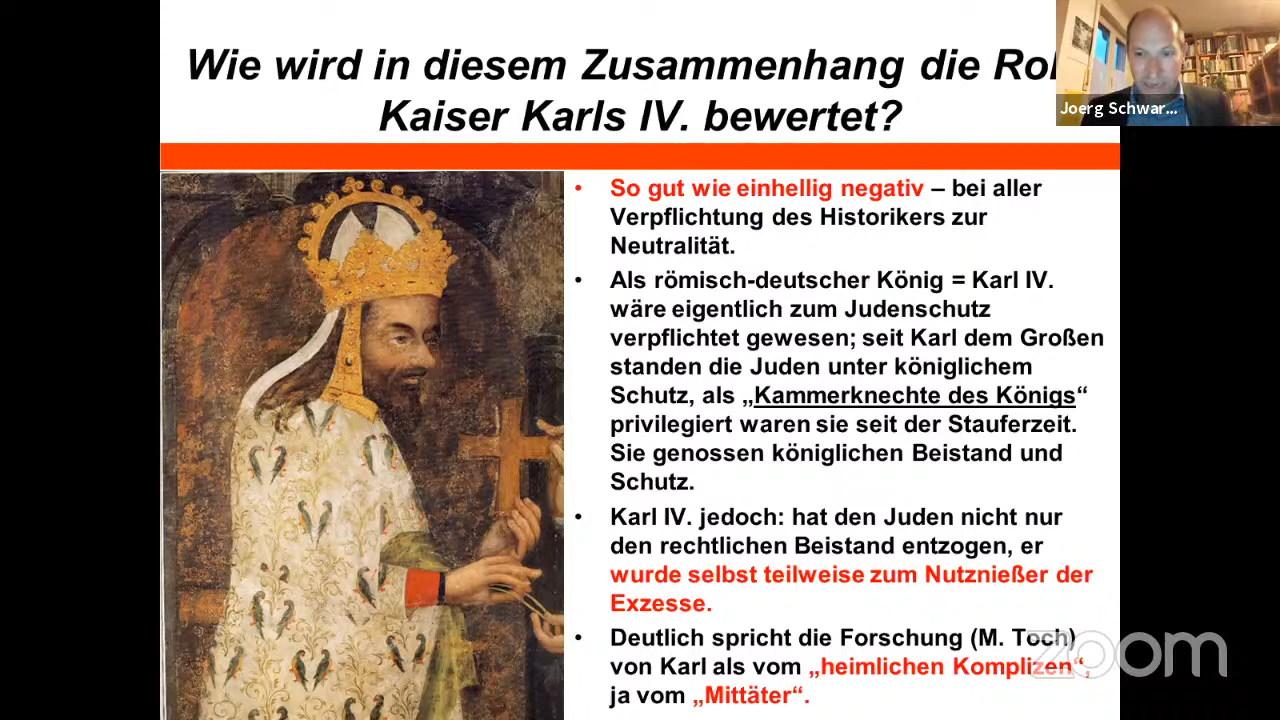 Wie wird in diesem Zusammenhang die
Kaiser Karls IV. bewertet?
Joerg Schwar...
• So gut wie einhellig negativ – bei aller
Verpflichtung des Historikers zur
Neutralität.
• Als römisch-deutscher König = Karl IV.
wäre eigentlich zum Judenschutz
verpflichtet gewesen; seit Karl dem Großen
standen die Juden unter königlichem
Schutz, als „Kammerknechte des Königs“
privilegiert waren sie seit der Stauferzeit.
Sie genossen königlichen Beistand und
Schutz.
• Karl IV. jedoch: hat den Juden nicht nur
den rechtlichen Beistand entzogen, er
wurde selbst teilweise zum Nutznießer der
Exzesse.
• Deutlich spricht die Forschung (M. Toch)
von Karl als vom „heimlichen Komplizen“,
ja vom „Mittäter“.
zoom